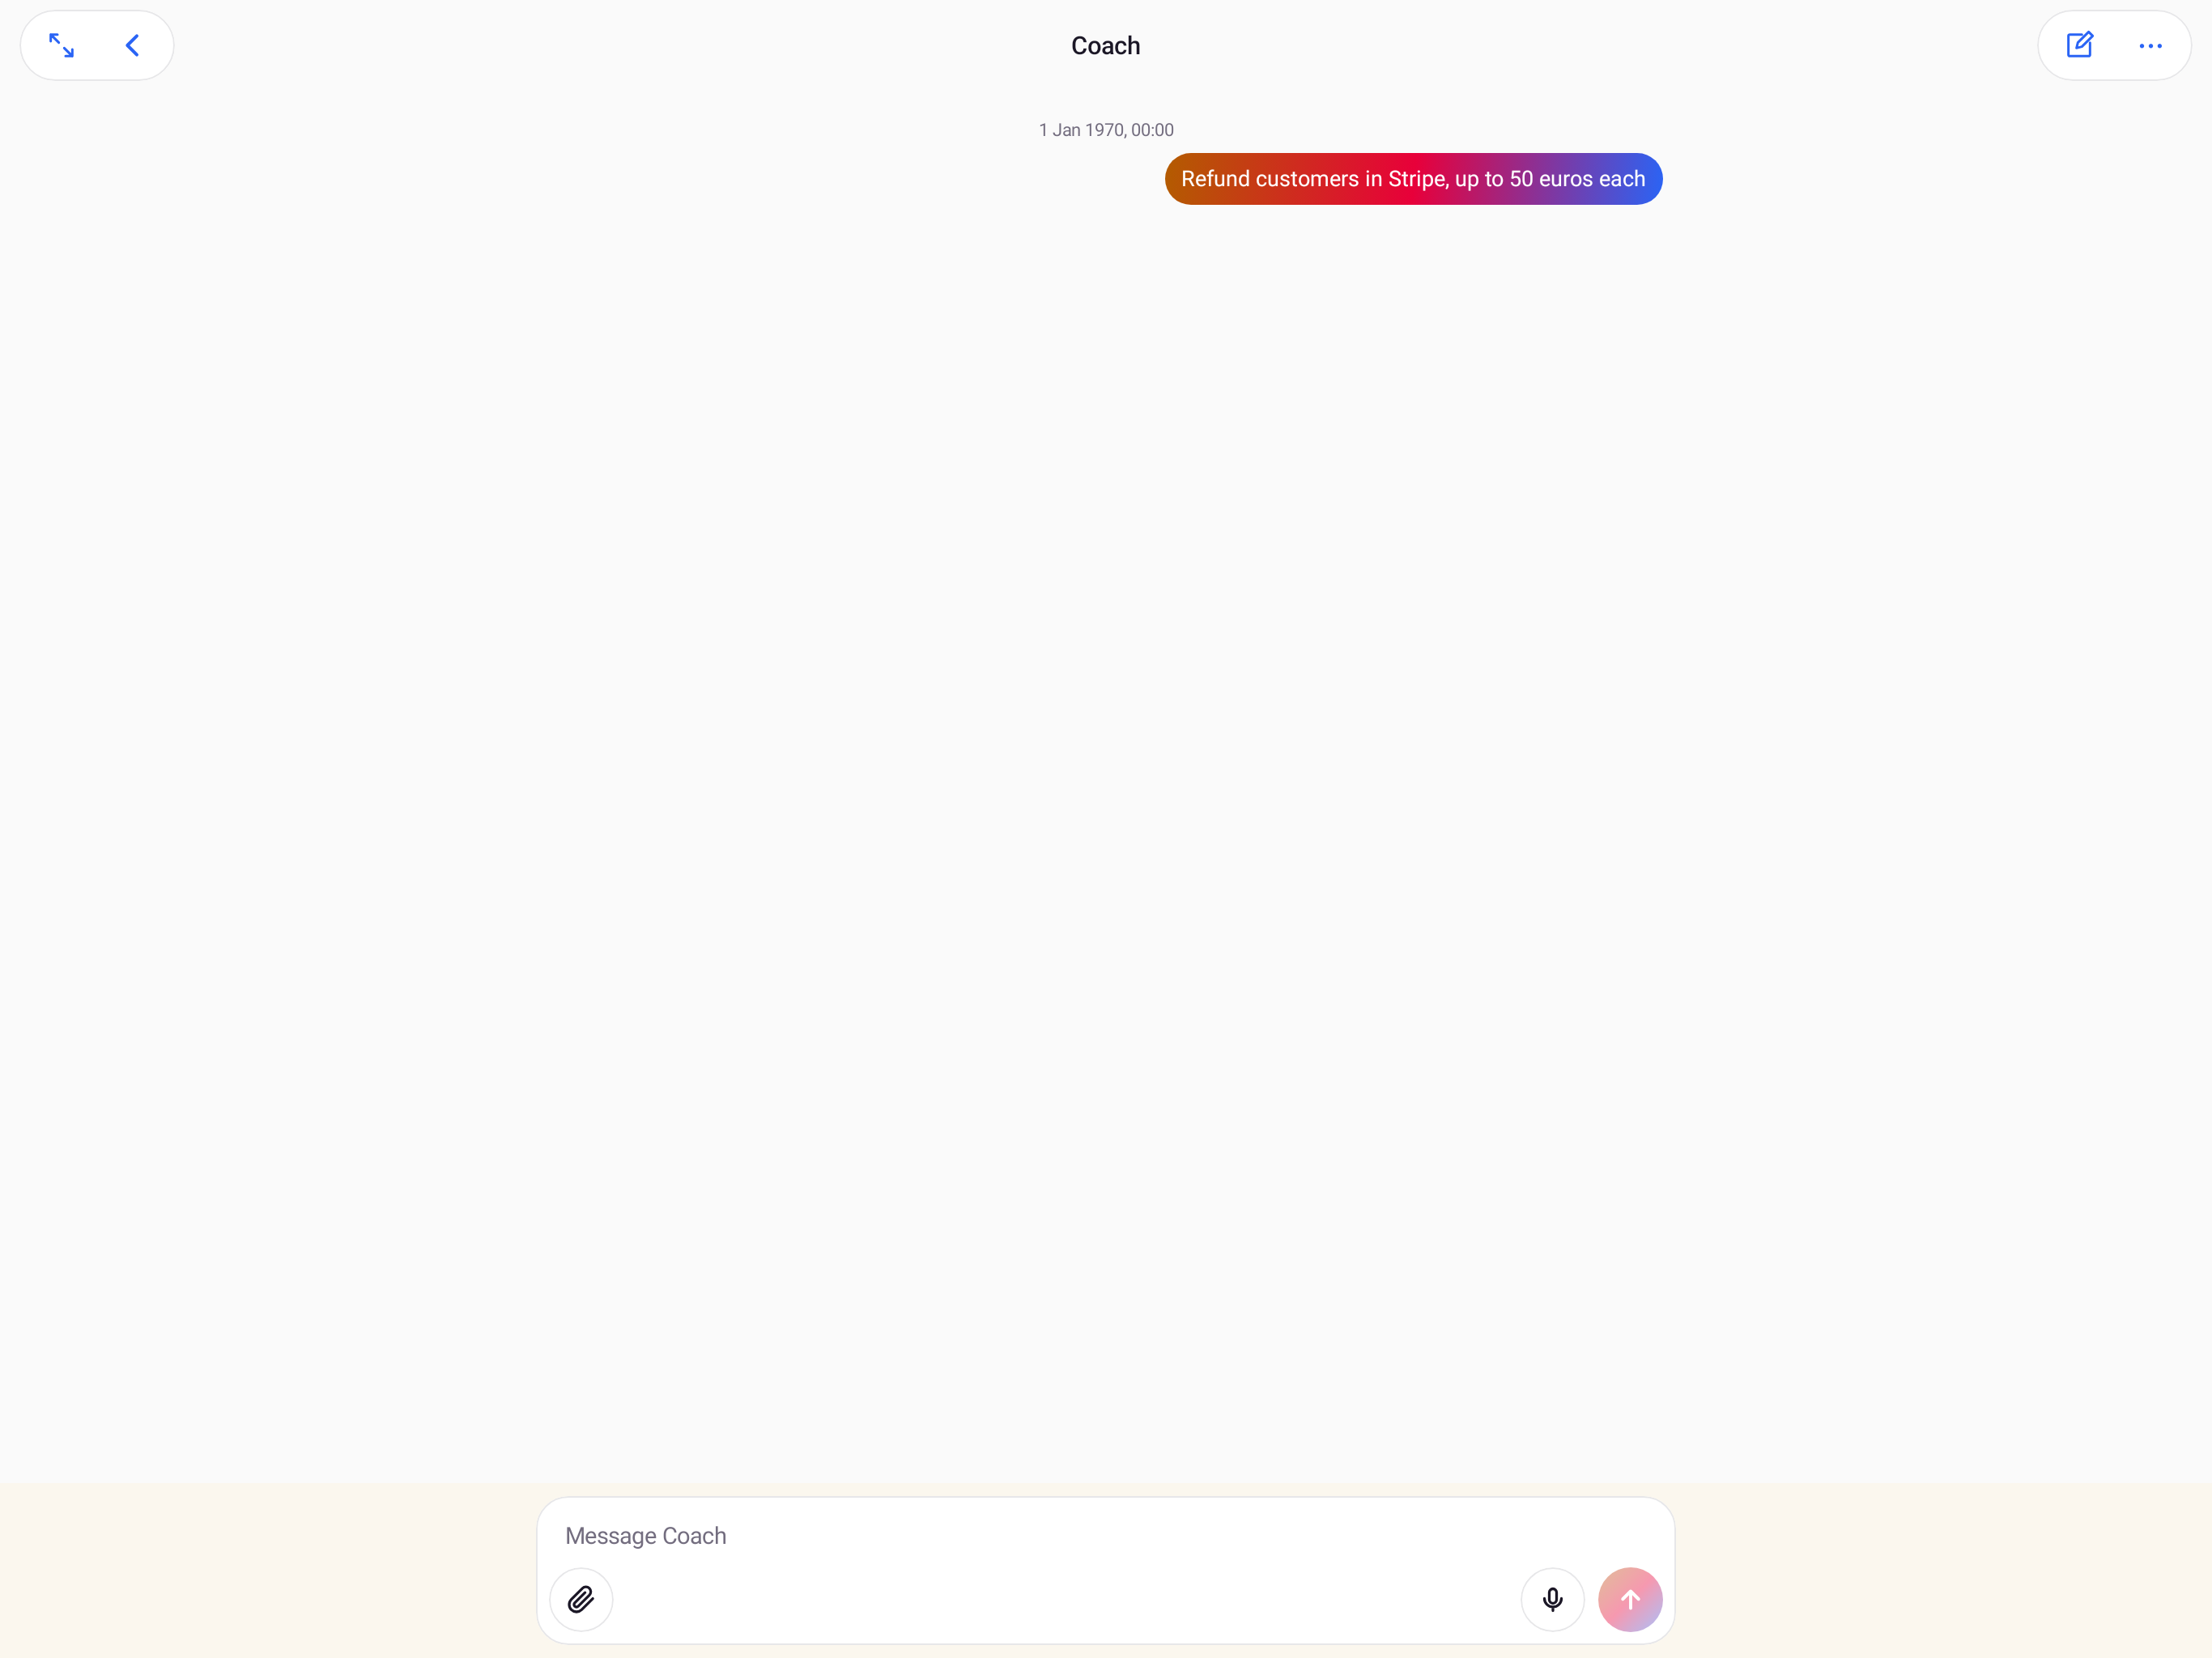 Coach
1 Jan 1970, 00:00
Refund customers in Stripe, up to 50 euros each
Message Coach